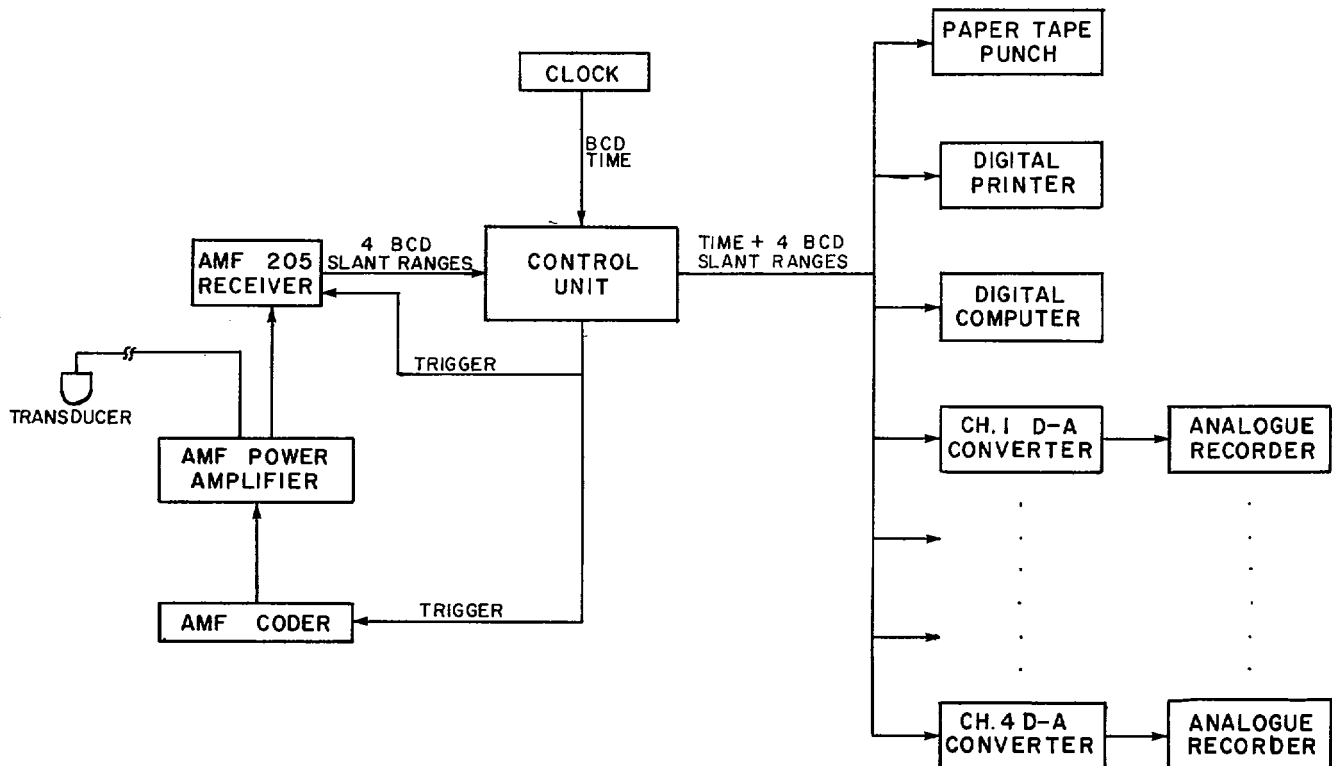 PAPER TAPE
PUNCH
CLOCK
BCD
TIME
DIGITAL
PRINTER
AMF 205
RECEIVER
4 BCD
SLANT RANGES
CONTROL
UNIT
TIME + 4 BCD
SLANT RANGES
DIGITAL
COMPUTER
TRIGGER
TRANSDUCER
AMF POWER
AMPLIFIER
CH. 1 D-A
CONVERTER
ANALOGUE
RECORDER
AMF CODER
TRIGGER
CH. 4 D-A
CONVERTER
ANALOGUE
RECORDER